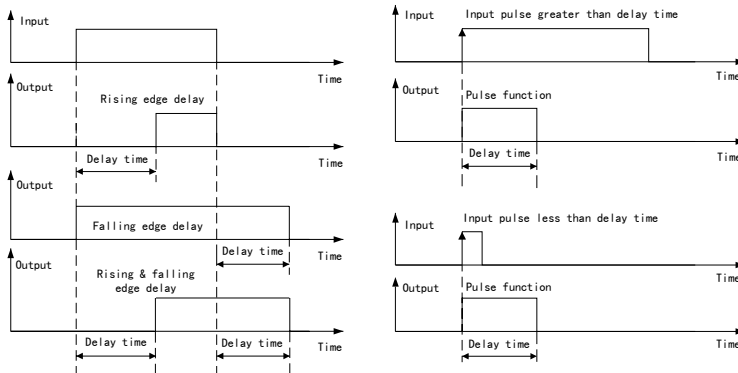 Input
Time
Output
Rising edge delay
Delay time
Time
Output
Falling edge delay
Delay time
Time
Output
Rising & falling
edge delay
Delay time
Delay time
Time
Input pulse greater than delay time
Input
Time
Output
Pulse function
Delay time
Time
Input pulse less than delay time
Input
Time
Output
Pulse function
Delay time
Time